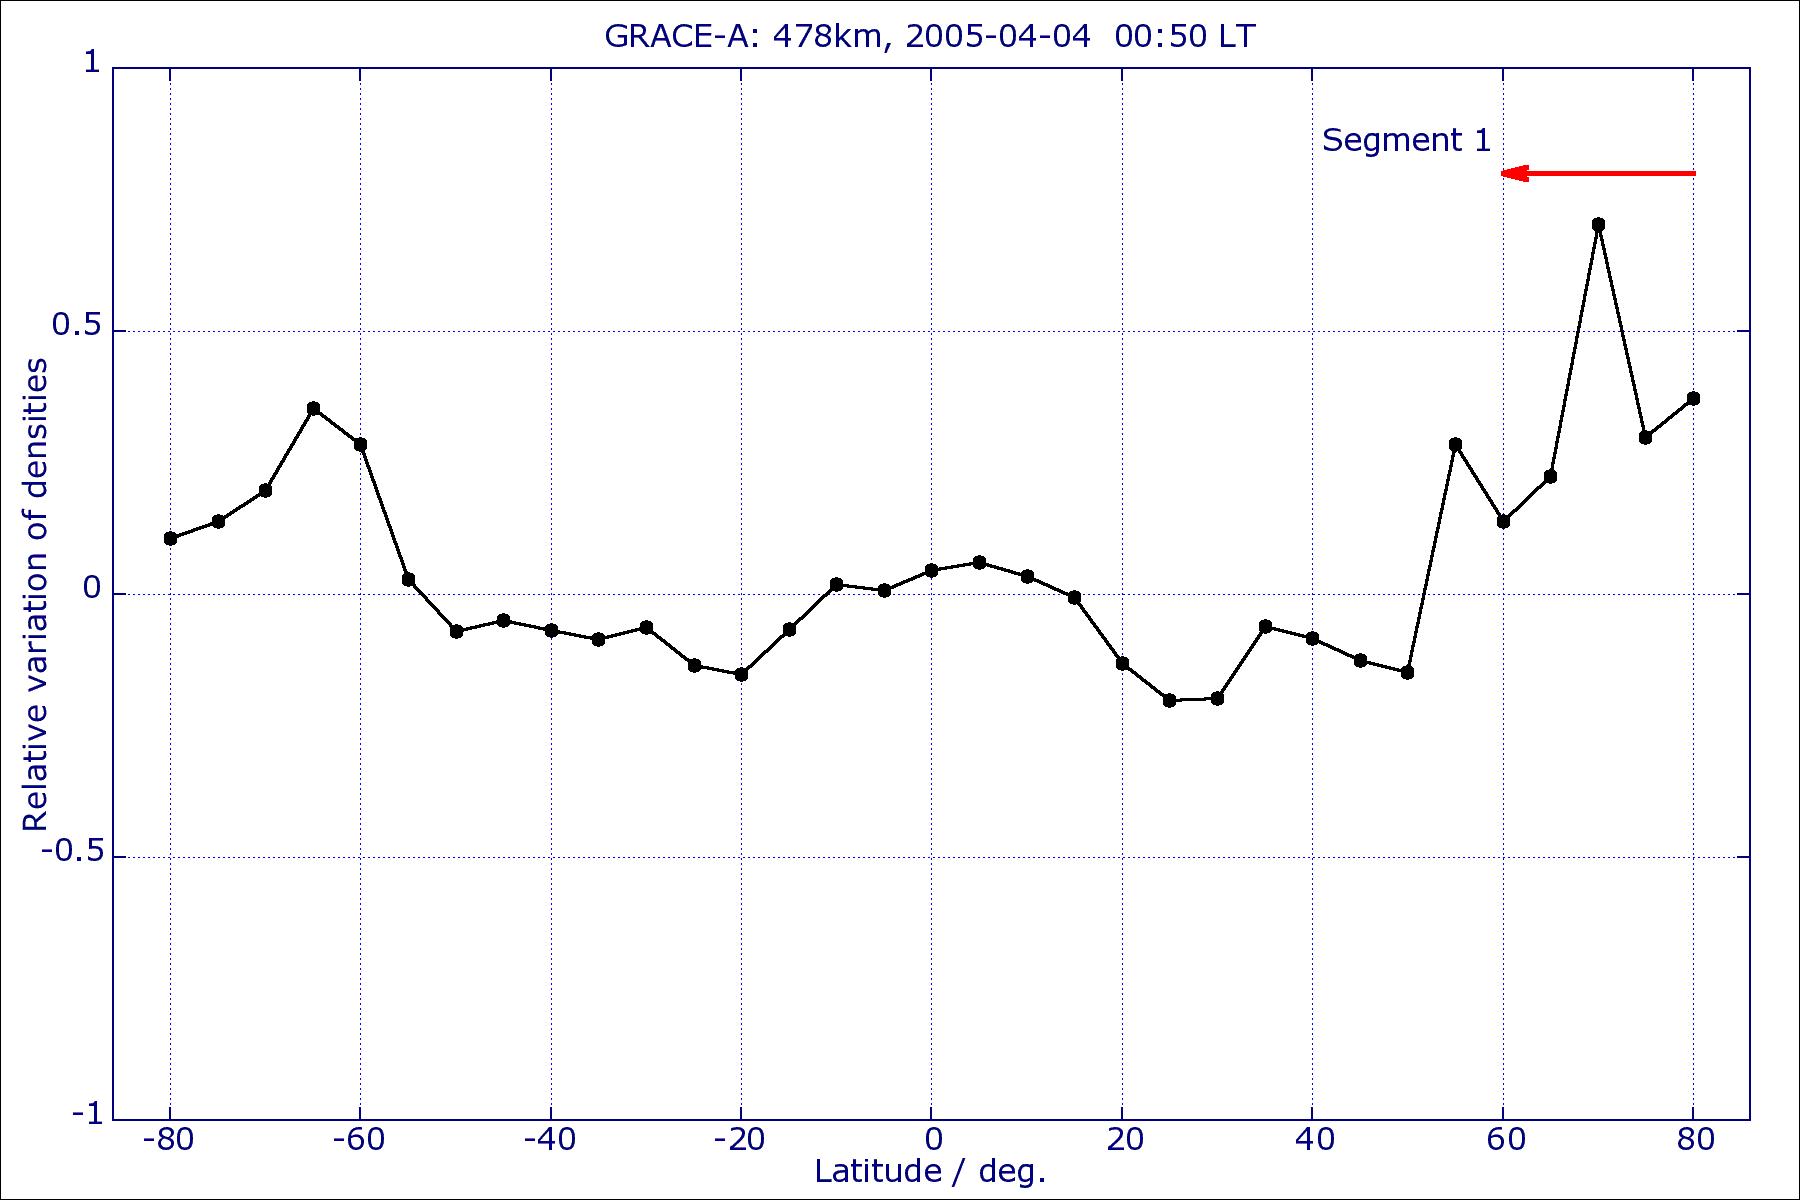 GRACE-A: 478km, 2005-04-04  00:50 LT
1
Segment 1
0.5
Relative variation of densities
0
-0.5
-1
-80 -60 -40 -20 0 20 40 60 80
Latitude / deg.